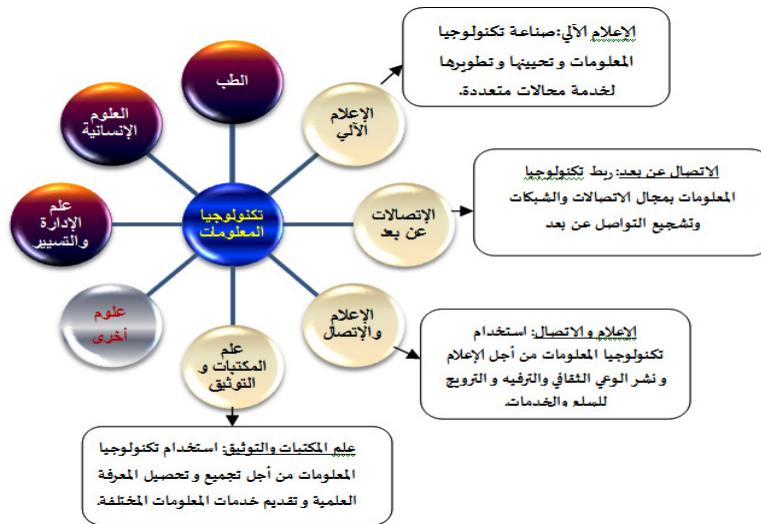 الإعلام الآلي:صناعة تكنولوجيا
المعلومات و تحيينها و تطويرها
لخدمة مجالات متعددة.
الطب
الإعلام
الآلي
العلوم
الإنسانية
الاتصال عن بعد: ربط تكنولوجيا
المعلومات بمجال الاتصالات والشبكات
وتشجيع التواصل عن بعد
تكنولوجيا
المعلومات
الإتصالات
عن بعد
علم
الإدارة
والتسيير
علوم
أخرى
الإعلام
والإتصال
علم
المكتبات و
التوثيق
الإعلام و الاتصال: استخدام
تكنولوجيا المعلومات من أجل الإعلام
و نشر الوعي الثقافي والترفيه و الترويج
للسلع والخدمات.
علم المكتبات والتوثيق: استخدام تكنولوجيا
المعلومات من أجل تجميع و تحصيل المعرفة
العلمية و تقديم خدمات المعلومات المختلفة.